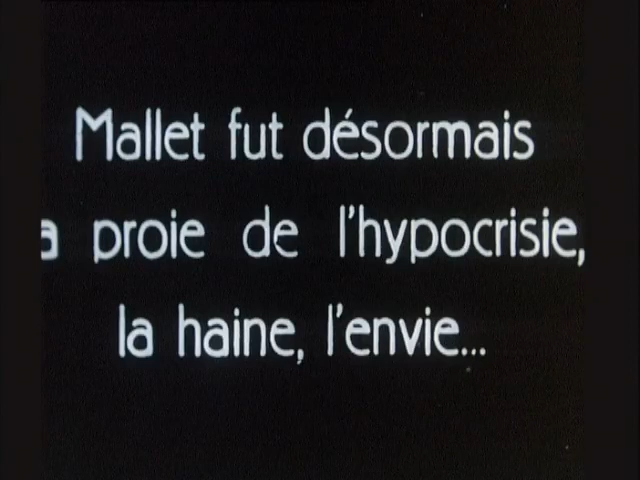 Mallet fut désormais
a proie de l'hypocrisie,
la haine, l'envie...